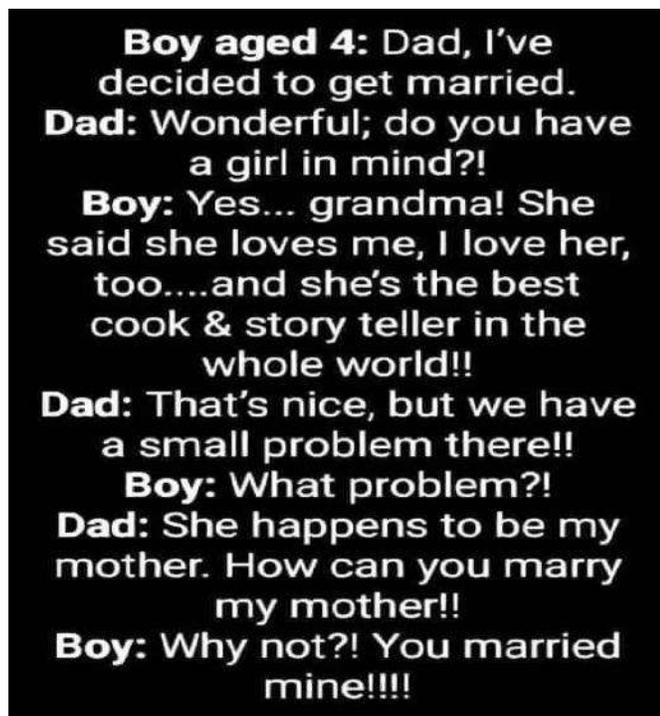 Boy aged 4: Dad, I've
decided to get married.
Dad: Wonderful; do you have
a girl in mind?!
Boy: Yes... grandma! She
said she loves me, I love her,
too....and she's the best
cook & story teller in the
whole world!!
Dad: That's nice, but we have
a small problem there!!
Boy: What problem?!
Dad: She happens to be my
mother. How can you marry
my mother!!
Boy: Why not?! You married
mine!!!!